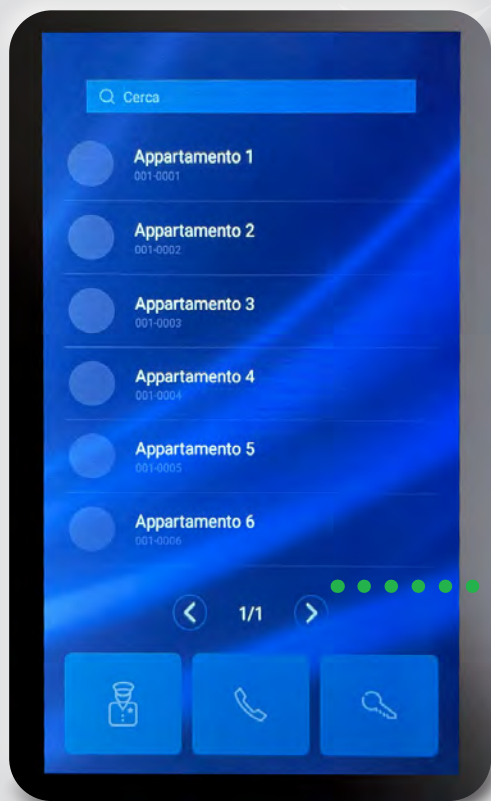 Cerca
Appartamento 1
001-0001
Appartamento 2
001-0002
Appartamento 3
001-0003
Appartamento 4
001-0004
Appartamento 5
001-0005
Appartamento 6
001-0006
1/1